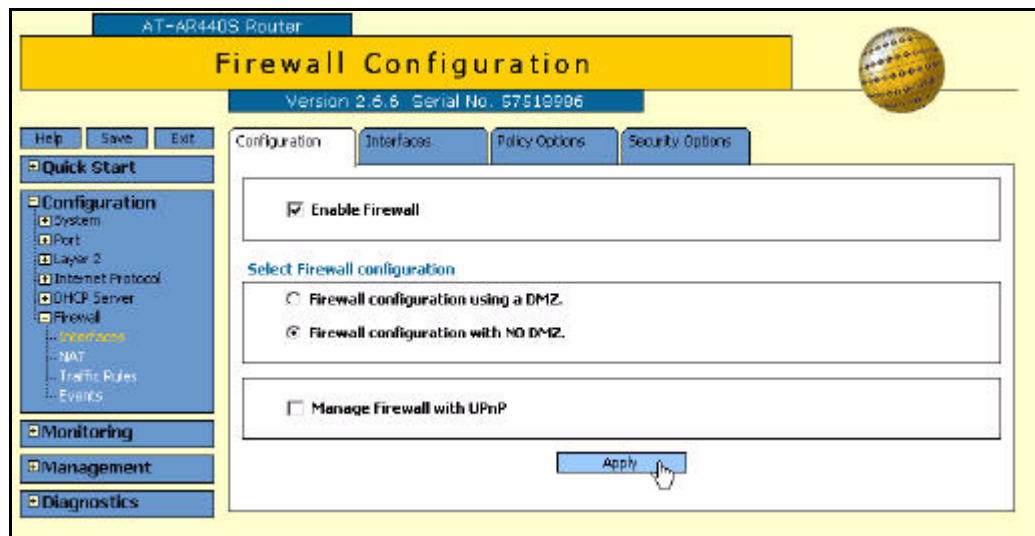 AT-AR440S Router
Firewall Configuration
Version 2.6.6 Serial No. 57518996
Help Save Exit
Quick Start
Configuration
System
Port
Layer 2
Internet Protocol
DHCP Server
Firewall
Interfaces
NAT
Traffic Rules
Events
Monitoring
Management
Diagnostics
Configuration Interfaces Policy Options Security Options
Enable Firewall
Select Firewall configuration
Firewall configuration using a DMZ.
Firewall configuration with NO DMZ.
Manage Firewall with UPnP
Apply